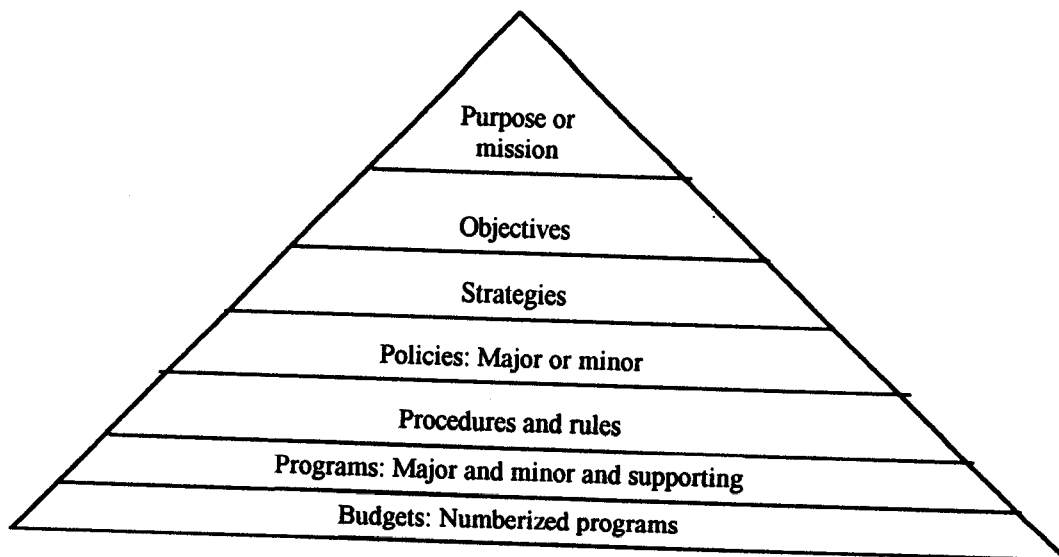 Purpose or
mission
Objectives
Strategies
Policies: Major or minor
Procedures and rules
Programs: Major and minor and supporting
Budgets: Numberized programs